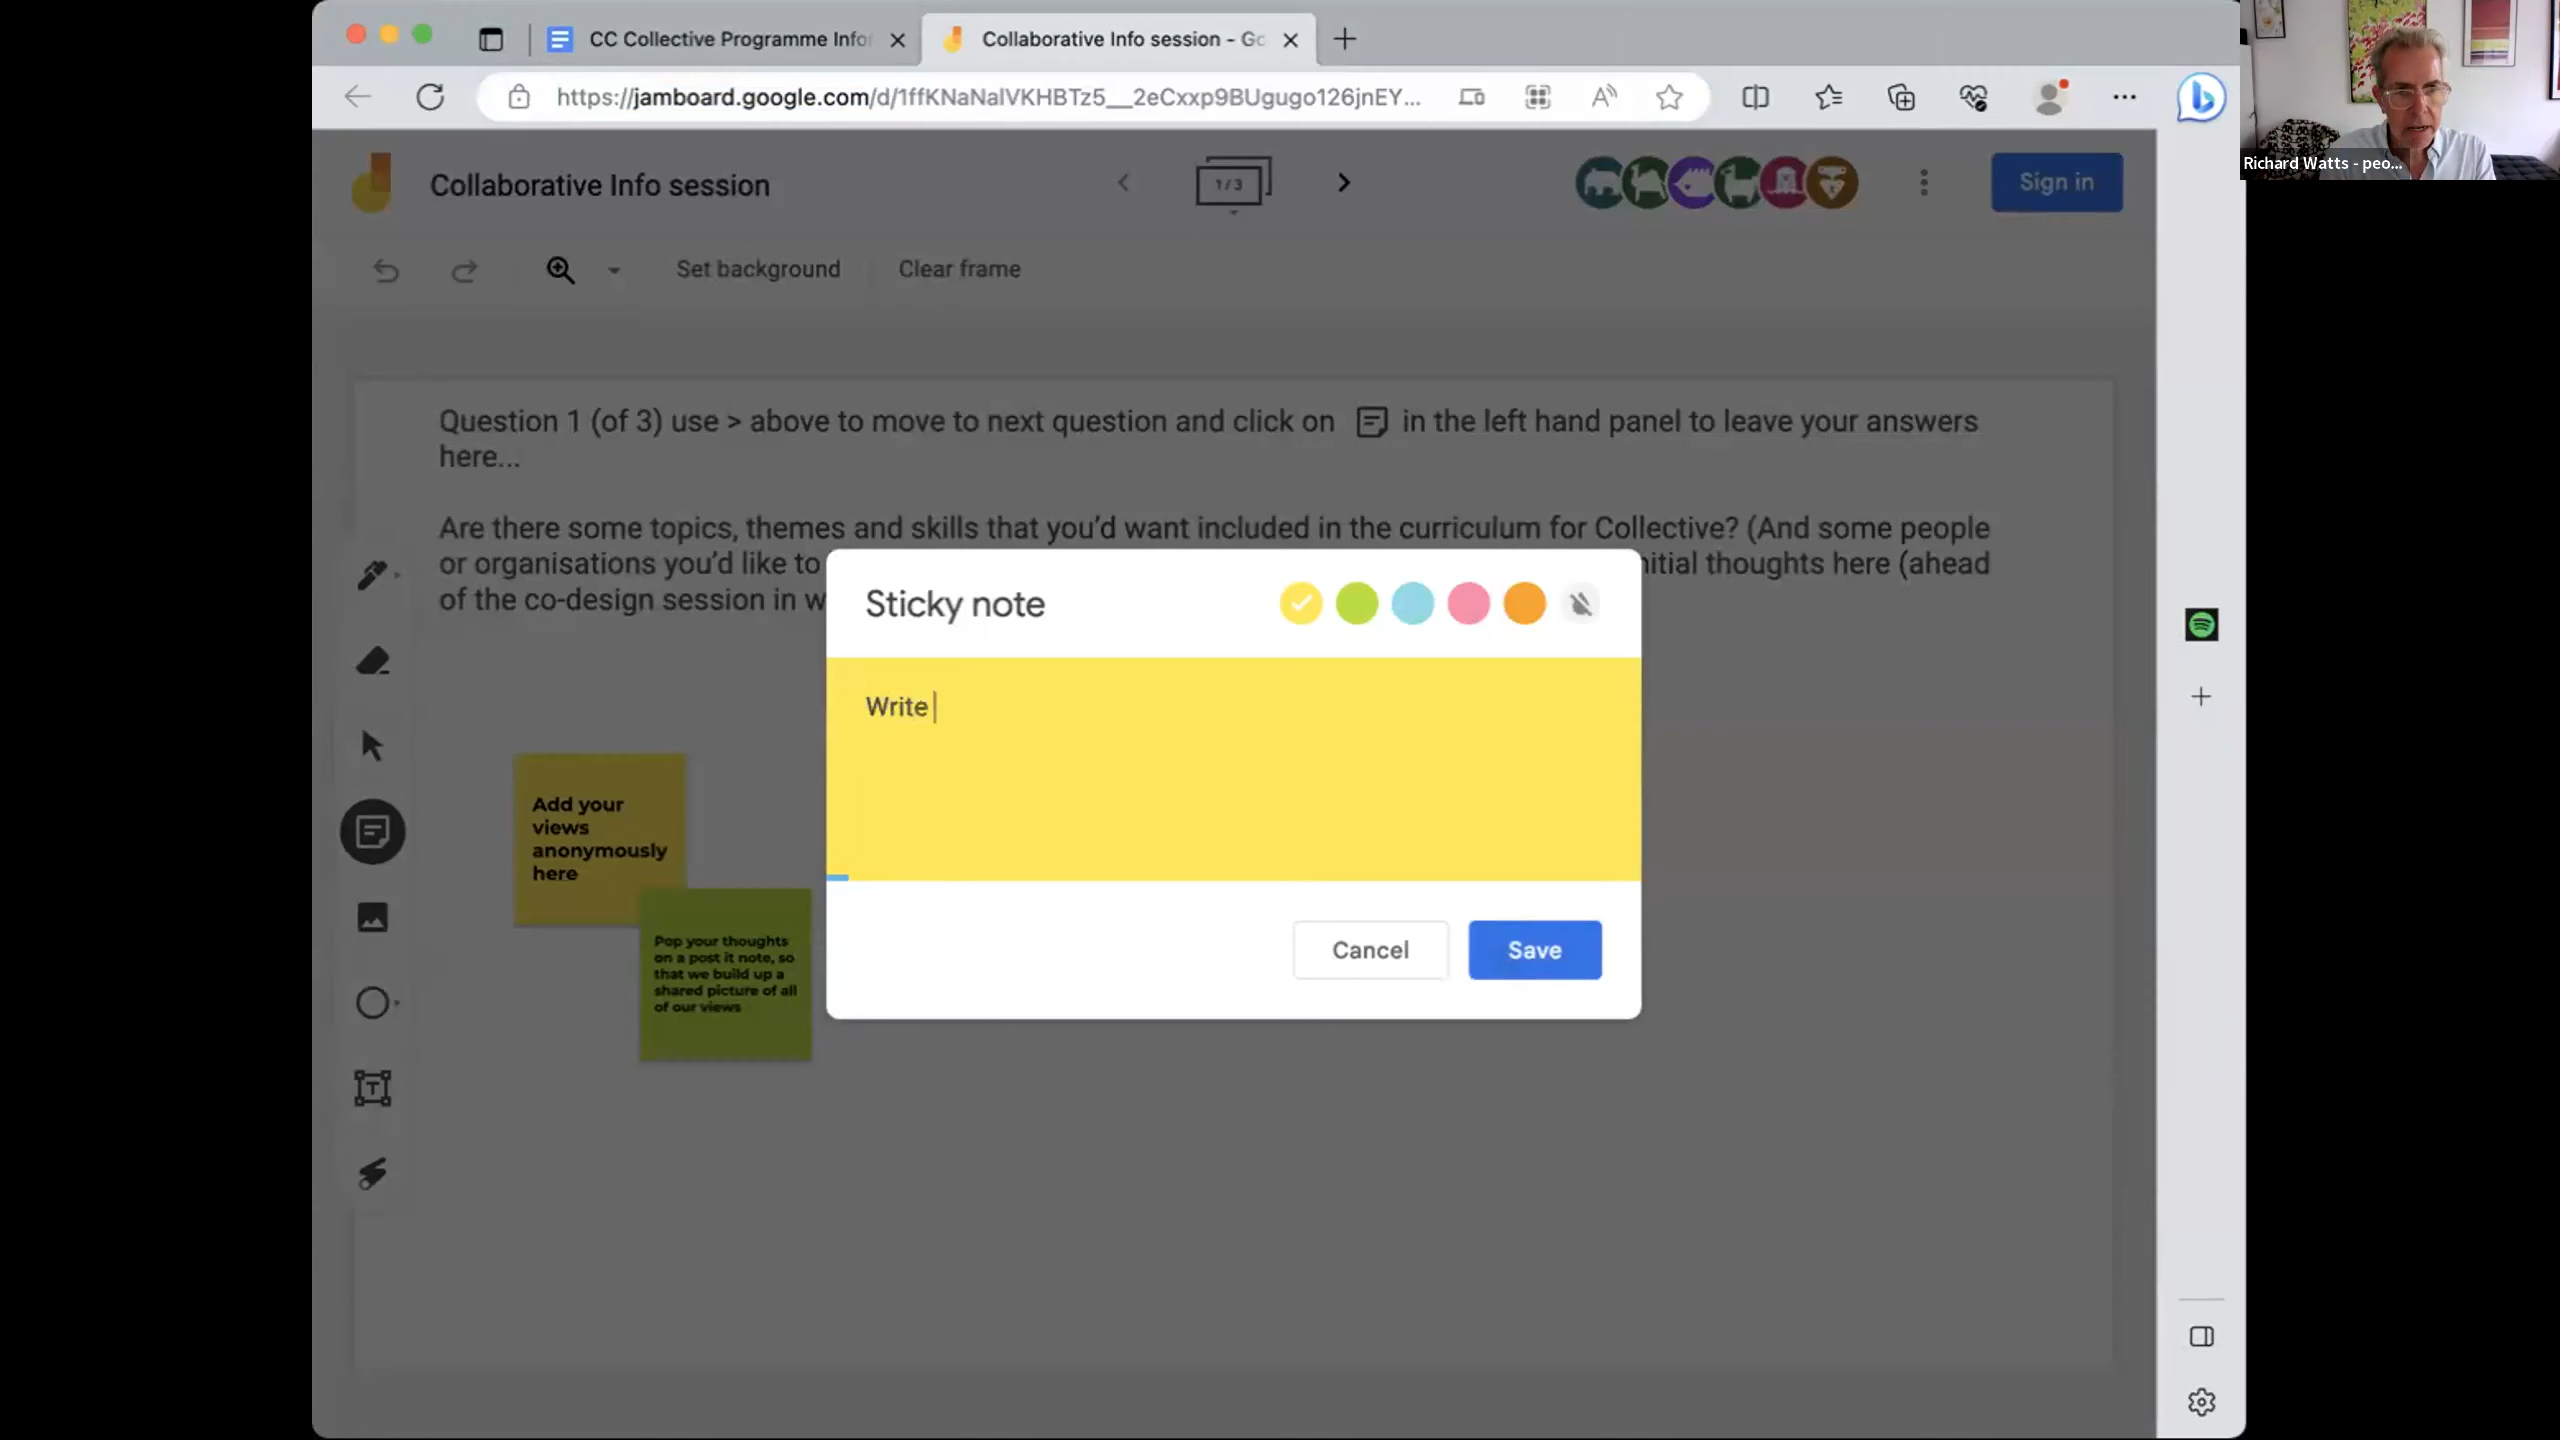 CC Collective Programme Info
Collaborative Info session - Go
https://jamboard.google.com/d/1ffKNaNalVKHBTz5__2eCxxp9BUgugo126jnEY...
Richard Watts - peo...
Collaborative Info session
1 / 3
Sign in
Set background
Clear frame
Question 1 (of 3) use > above to move to next question and click on in the left hand panel to leave your answers
here...
Are there some topics, themes and skills that you'd want included in the curriculum for Collective? (And some people
or organisations you'd like to nitial thoughts here (ahead
of the co-design session in w
Sticky note
Write
Cancel
Save
Add your
views
anonymously
here
Pop your thoughts
on a post it note, so
that we build up a
shared picture of all
of our views